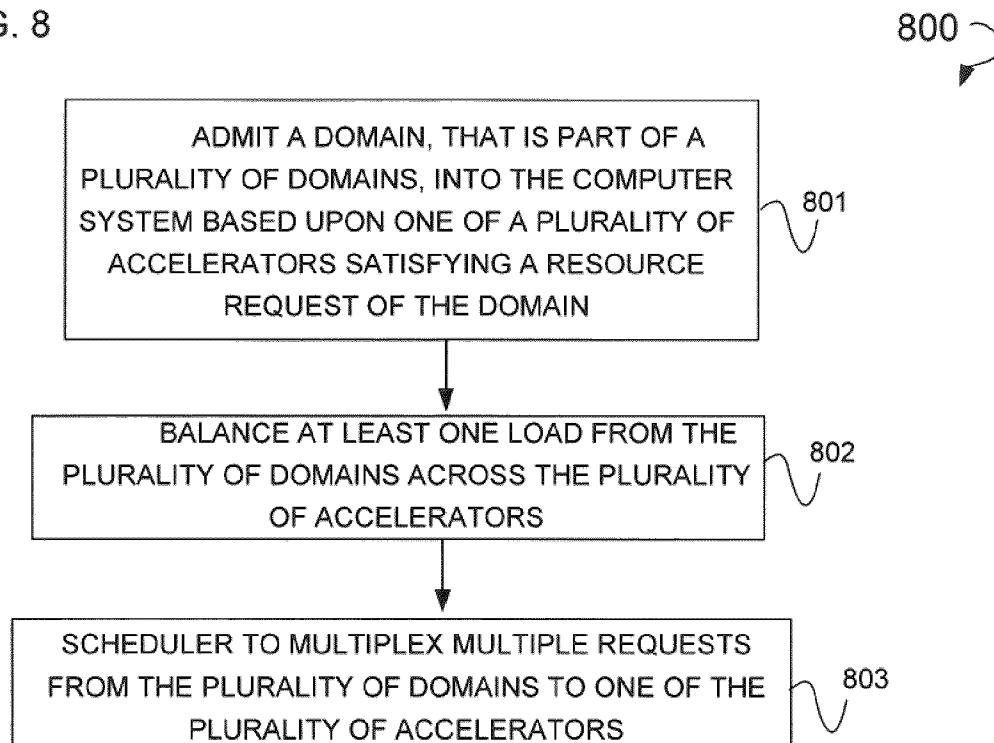 G. 8
800
ADMIT A DOMAIN, THAT IS PART OF A
PLURALITY OF DOMAINS, INTO THE COMPUTER
SYSTEM BASED UPON ONE OF A PLURALITY OF
ACCELERATORS SATISFYING A RESOURCE
REQUEST OF THE DOMAIN
801
BALANCE AT LEAST ONE LOAD FROM THE
PLURALITY OF DOMAINS ACROSS THE PLURALITY
OF ACCELERATORS
802
SCHEDULER TO MULTIPLEX MULTIPLE REQUESTS
FROM THE PLURALITY OF DOMAINS TO ONE OF THE
PLURALITY OF ACCELERATORS
803